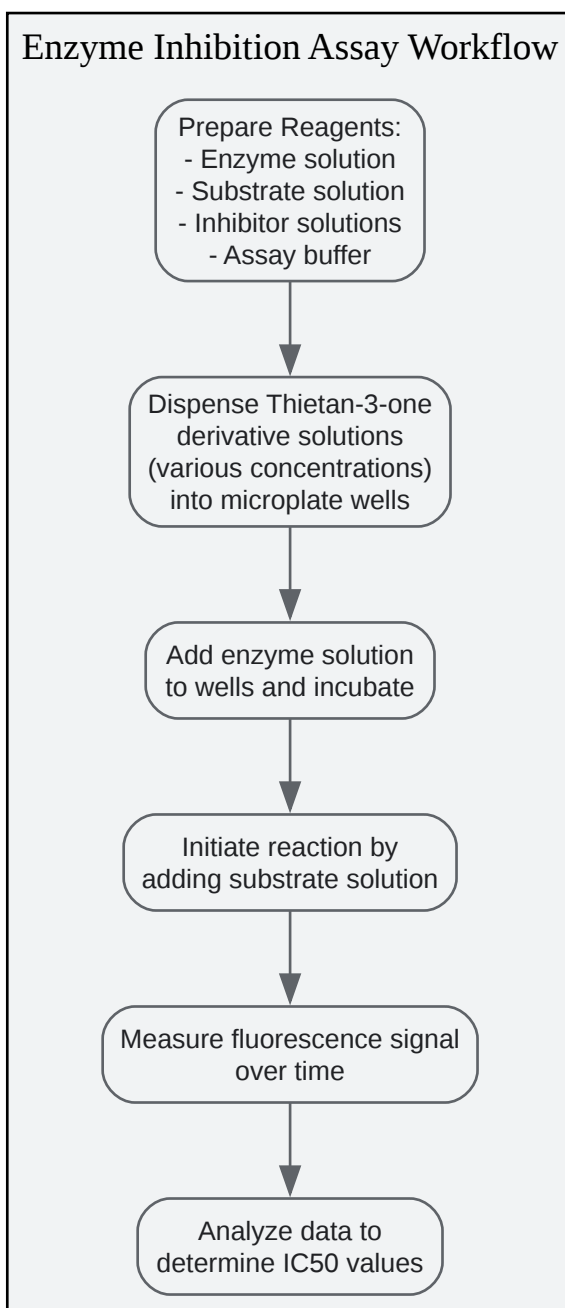 Enzyme Inhibition Assay Workflow
Prepare Reagents:
- Enzyme solution
- Substrate solution
- Inhibitor solutions
- Assay buffer
Dispense Thietan-3-one
derivative solutions
(various concentrations)
into microplate wells
Add enzyme solution
to wells and incubate
Initiate reaction by
adding substrate solution
Measure fluorescence signal
over time
Analyze data to
determine IC50 values